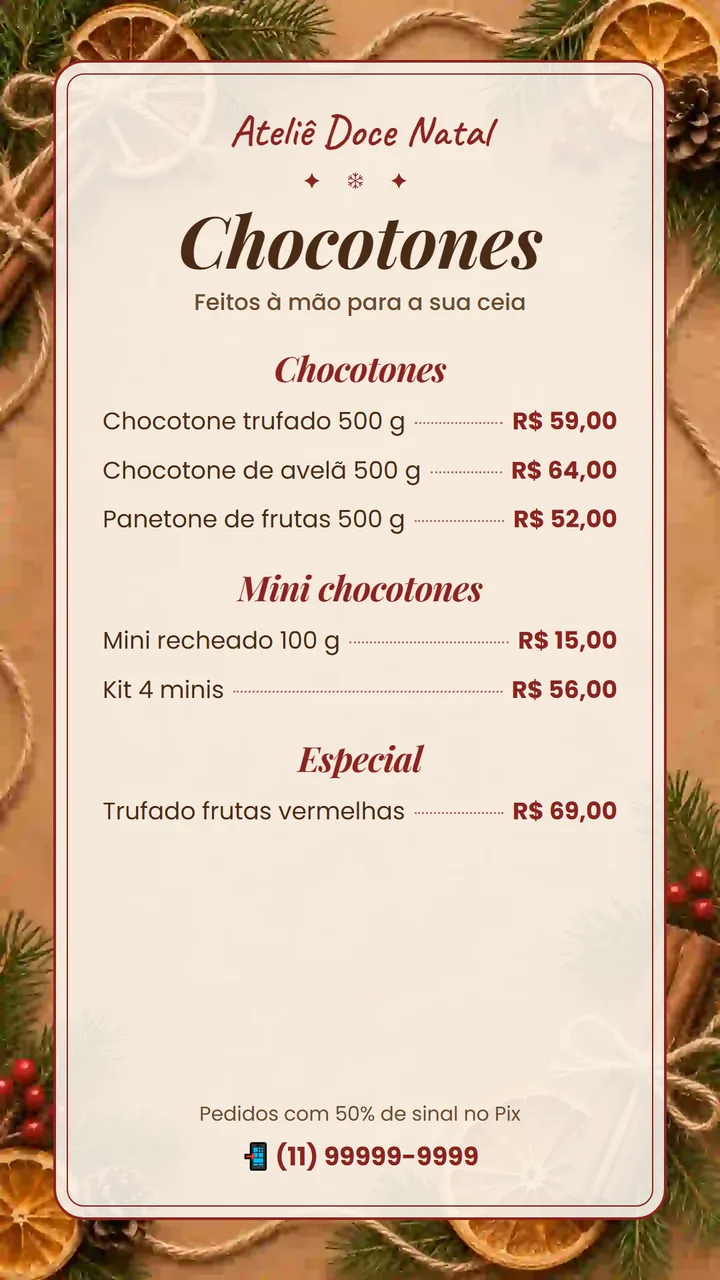 Ateliê Doce Natal
Chocotones
Feitos à mão para a sua ceia
Chocotones
Chocotone trufado 500 g R$ 59,00
Chocotone de avelã 500 g R$ 64,00
Panetone de frutas 500 g R$ 52,00
Mini chocotones
Mini recheado 100 g R$ 15,00
Kit 4 minis R$ 56,00
Especial
Trufado frutas vermelhas R$ 69,00
Pedidos com 50% de sinal no Pix
📲 (11) 99999-9999